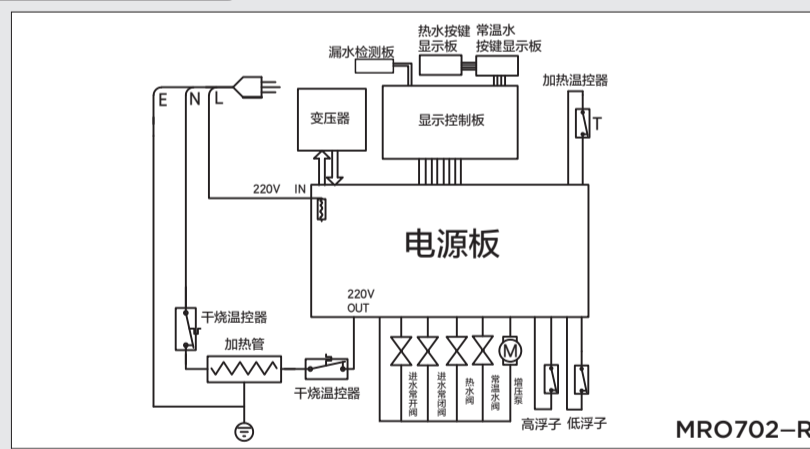 热水按键
显示板
常温水
按键显示板
漏水检测板
加热温控器
E
N
L
变压器
显示控制板
T
220V IN
电源板
220V
OUT
干烧温控器
加热管
干烧温控器
M
进水常开阀
进水常闭阀
热水阀
常温水阀
增压泵
高浮子
低浮子
MRO702-R